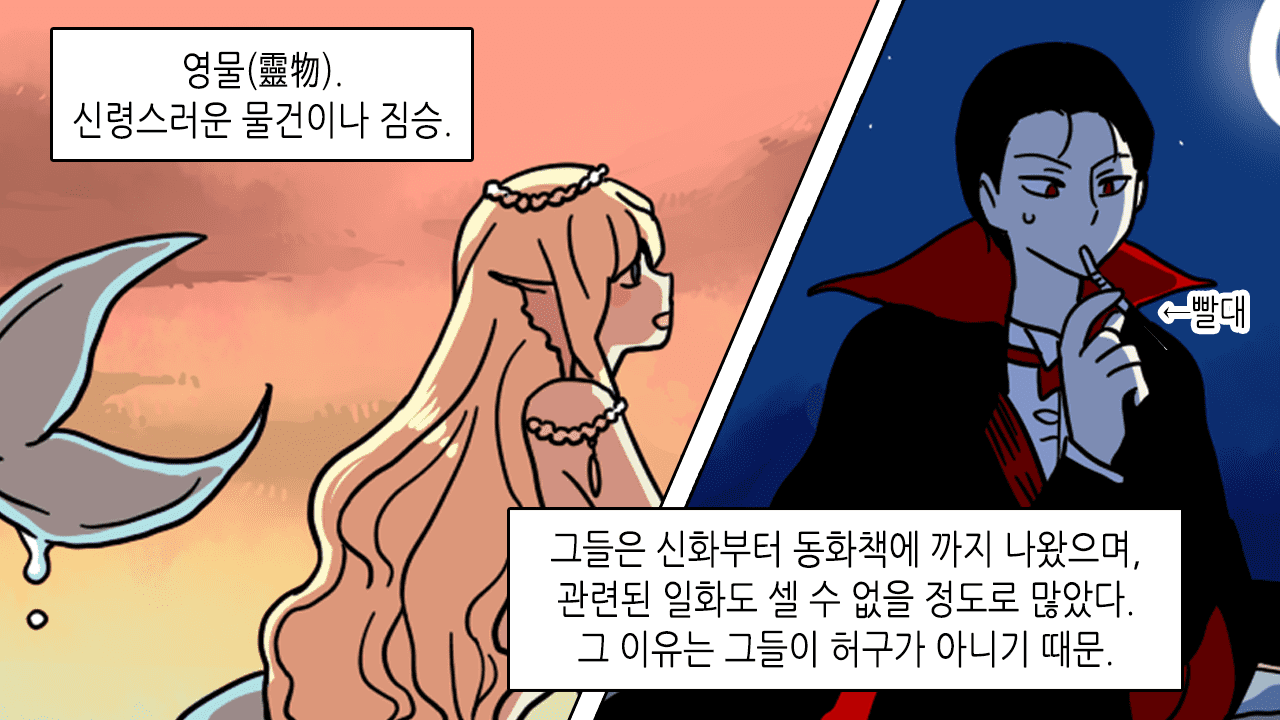 영물(靈物).
신령스러운 물건이나 짐승.
←빨대
그들은 신화부터 동화책에 까지 나왔으며,
관련된 일화도 셀 수 없을 정도로 많았다.
그 이유는 그들이 허구가 아니기 때문.